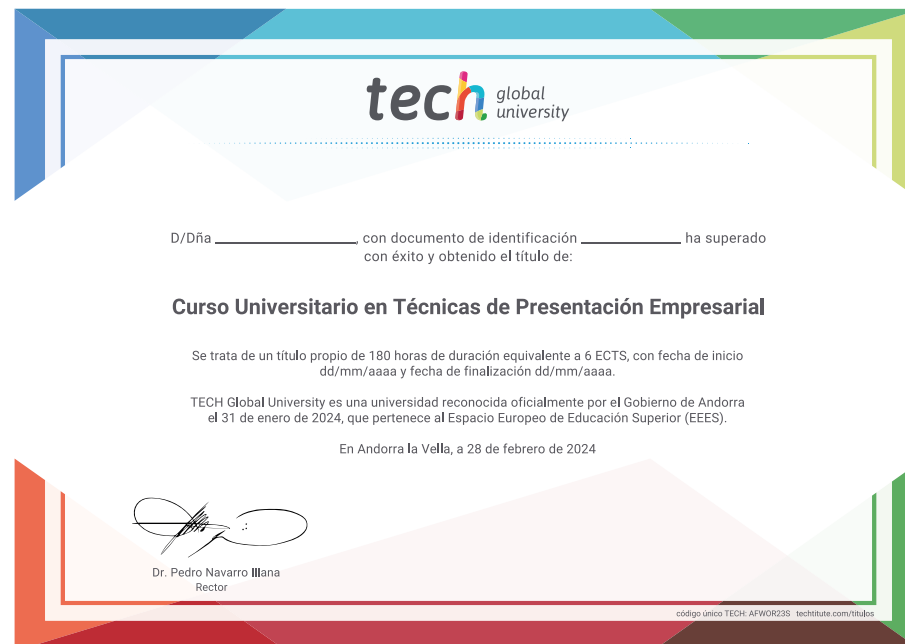 tech global university
D/Dña ____________, con documento de identificación ____________ ha superado
con éxito y obtenido el título de:
Curso Universitario en Técnicas de Presentación Empresarial
Se trata de un título propio de 180 horas de duración equivalente a 6 ECTS, con fecha de inicio
dd/mm/aaaa y fecha de finalización dd/mm/aaaa.
TECH Global University es una universidad reconocida oficialmente por el Gobierno de Andorra
el 31 de enero de 2024, que pertenece al Espacio Europeo de Educación Superior (EEES).
En Andorra la Vella, a 28 de febrero de 2024
Dr. Pedro Navarro Illana
Rector
código único TECH: AFWOR23S techtitute.com/titulos